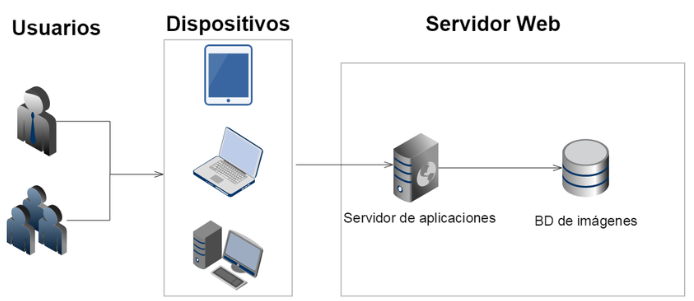 Usuarios
Dispositivos
Servidor Web
Servidor de aplicaciones
BD de imágenes